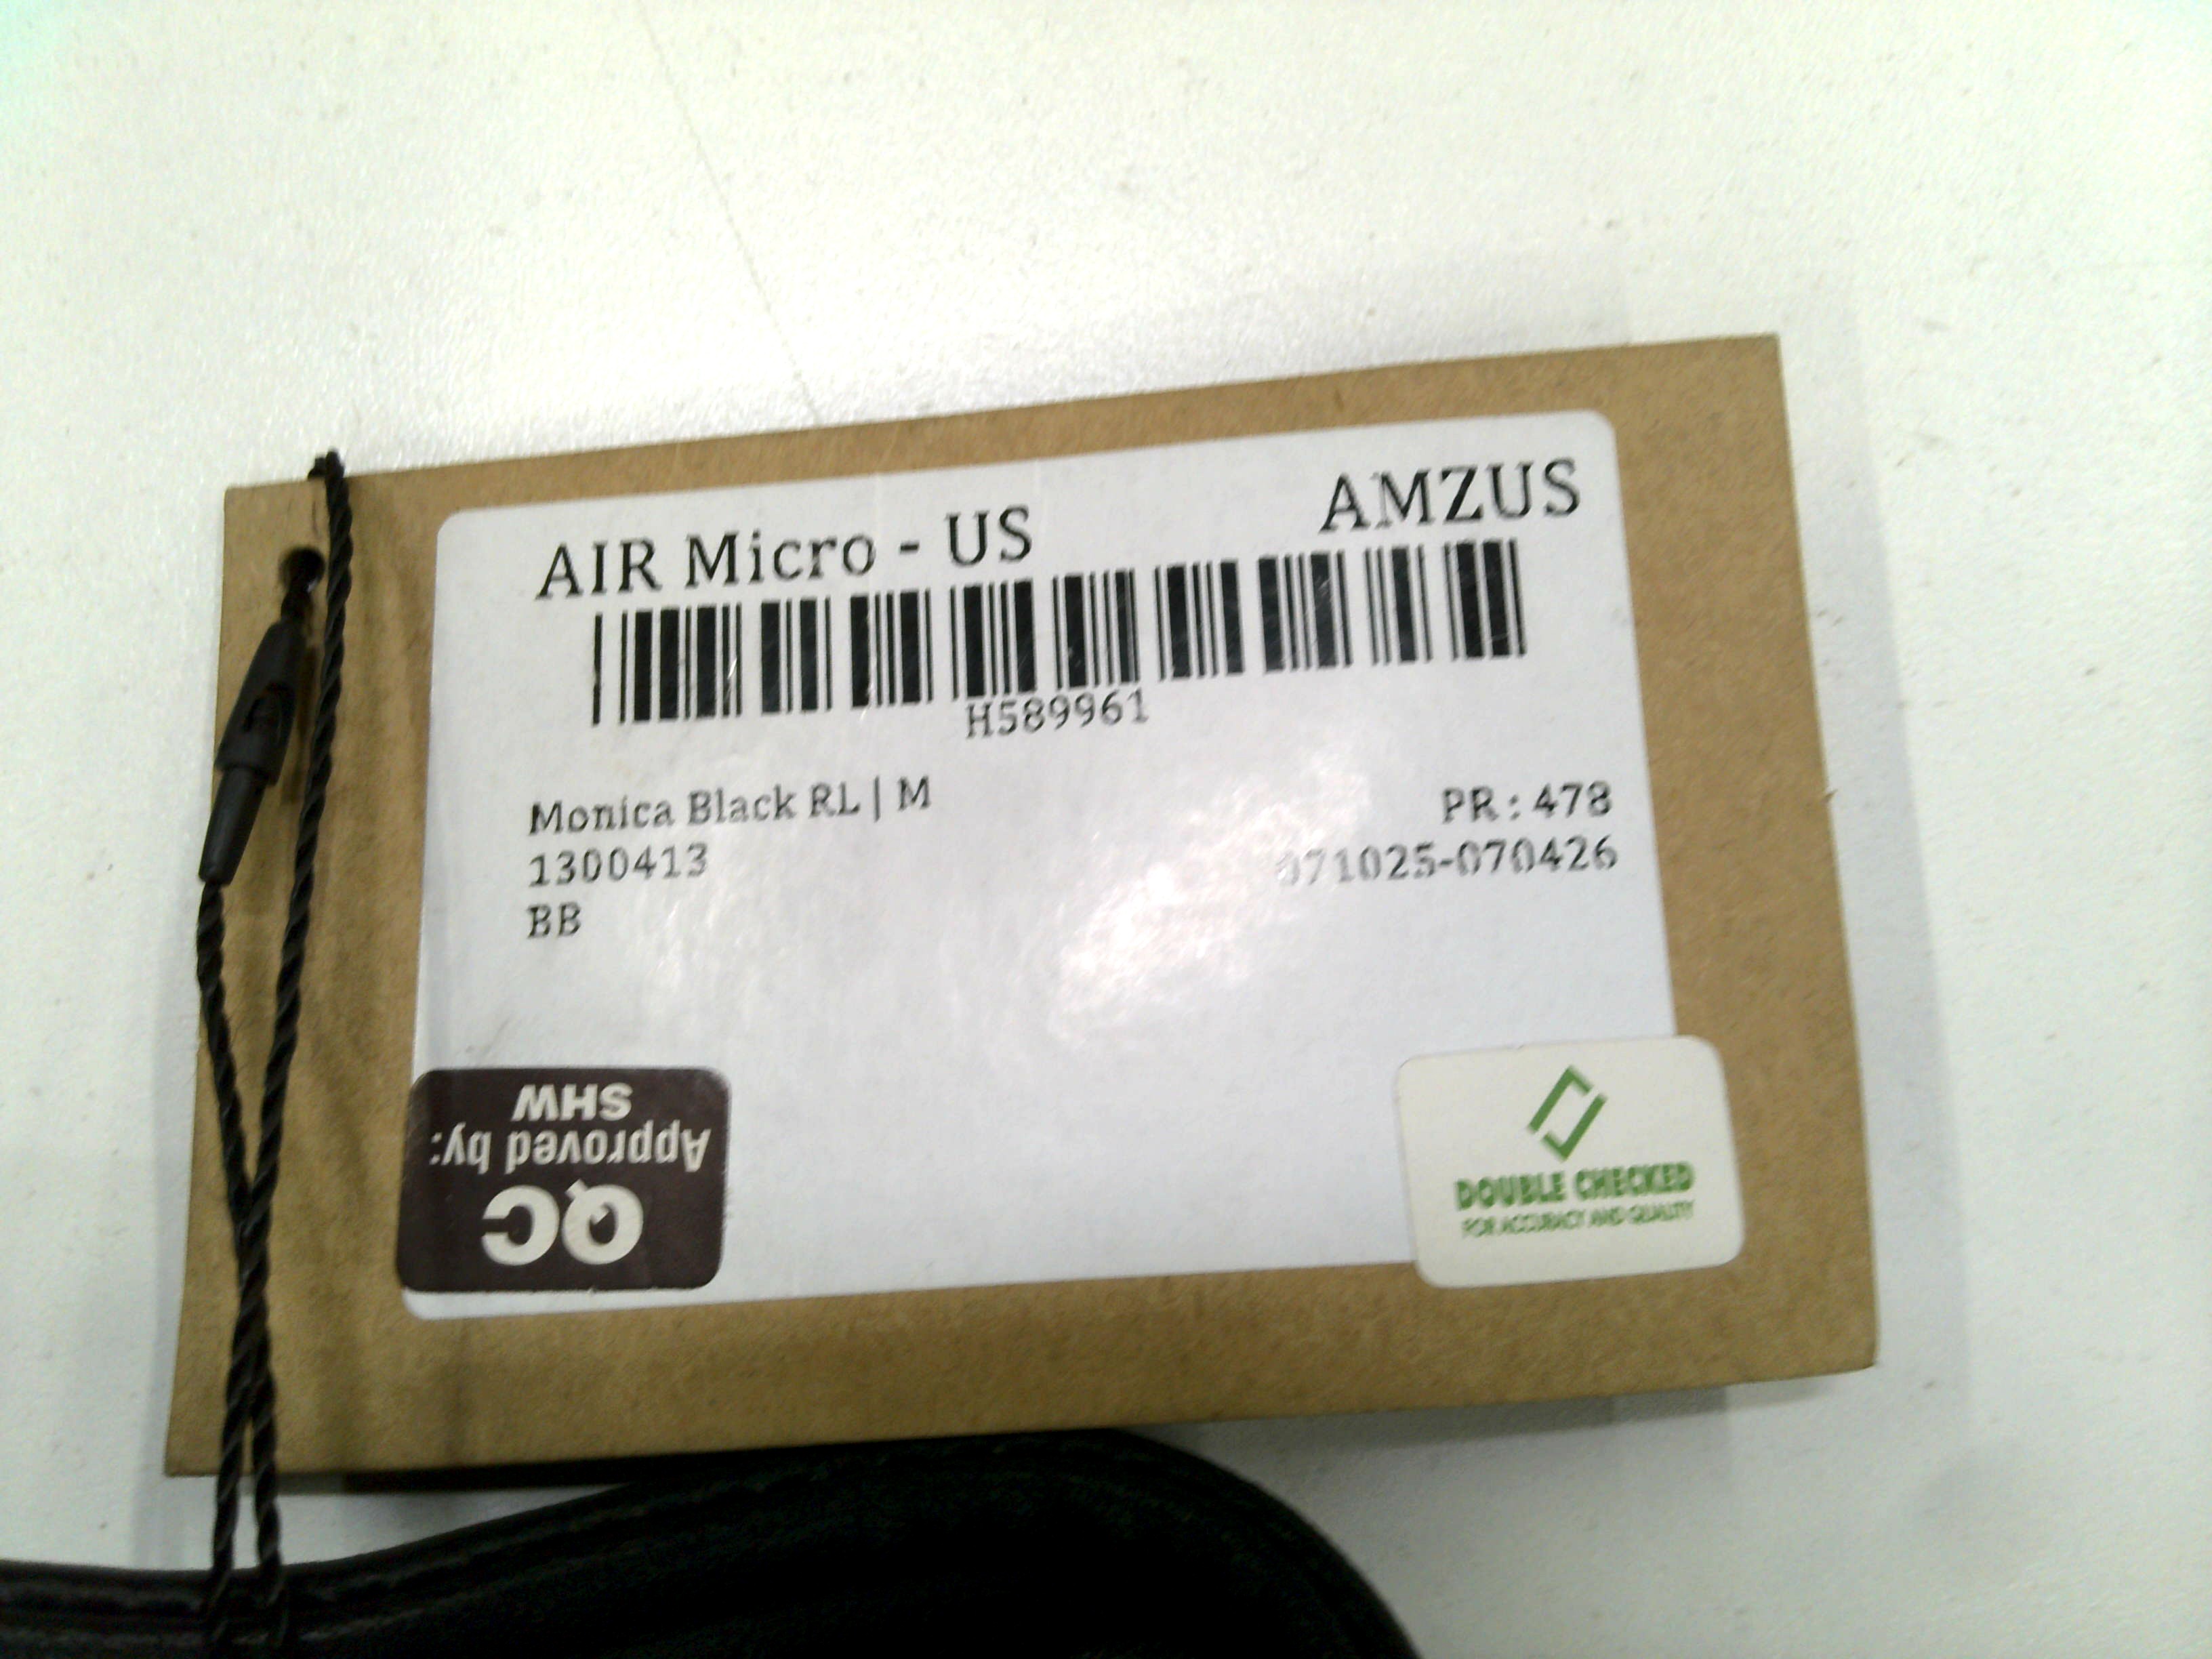 AIR Micro - US
AMZUS
H589961
Monica Black RL | M
PR : 478
1300413
071025-070426
BB
QC
Approved by:
SHW
DOUBLE CHECKED
FOR ACCURACY AND QUALITY